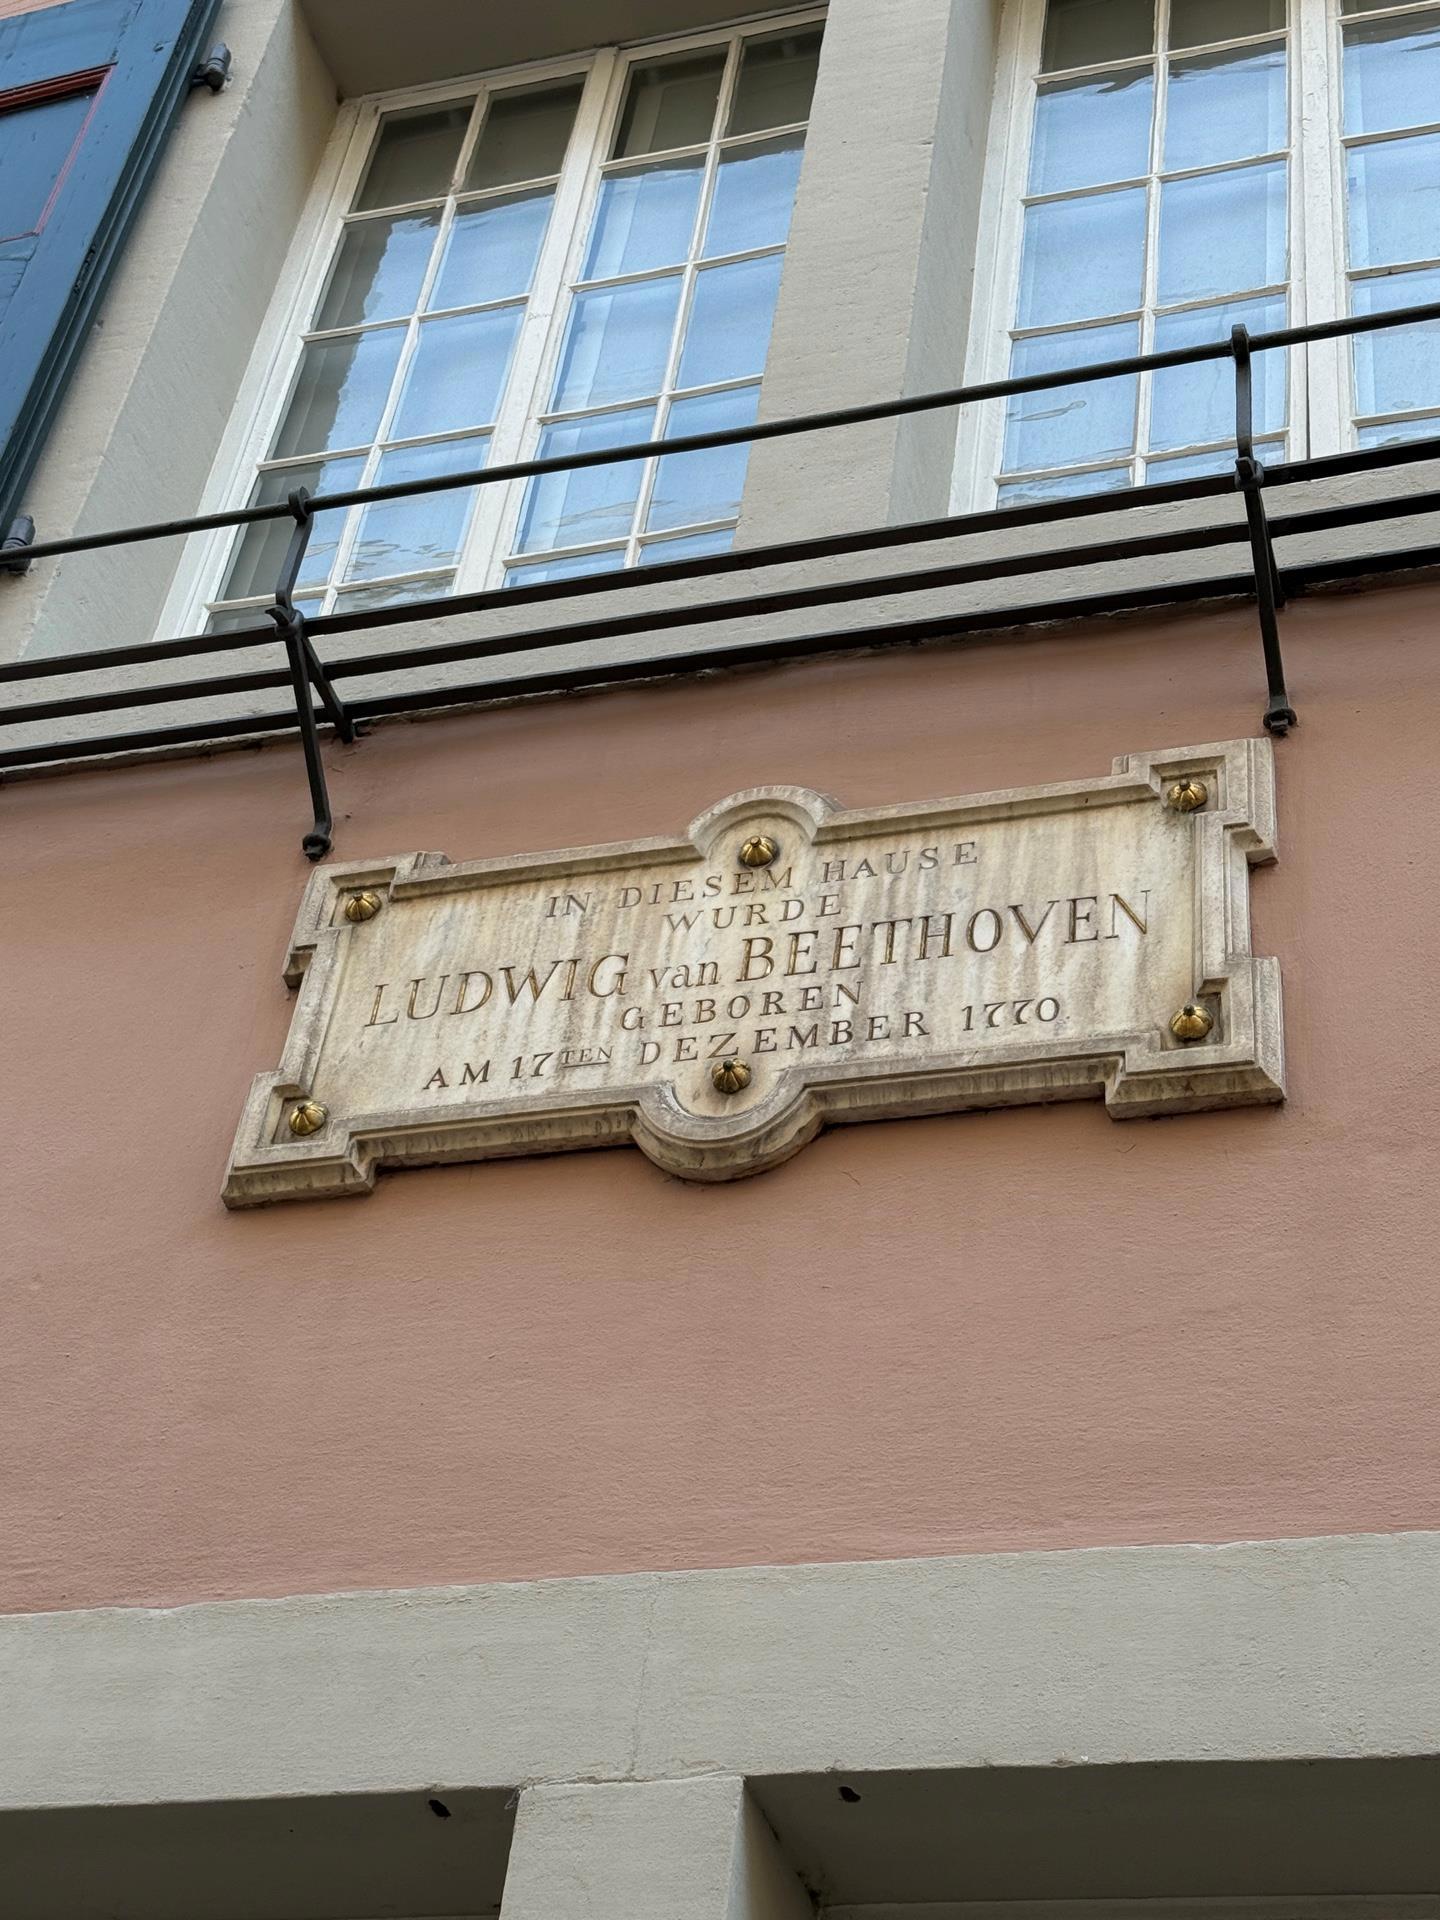 IN DIESEM HAUSE
WURDE
LUDWIG van BEETHOVEN
GEBOREN
AM 17TEN DEZEMBER 1770.